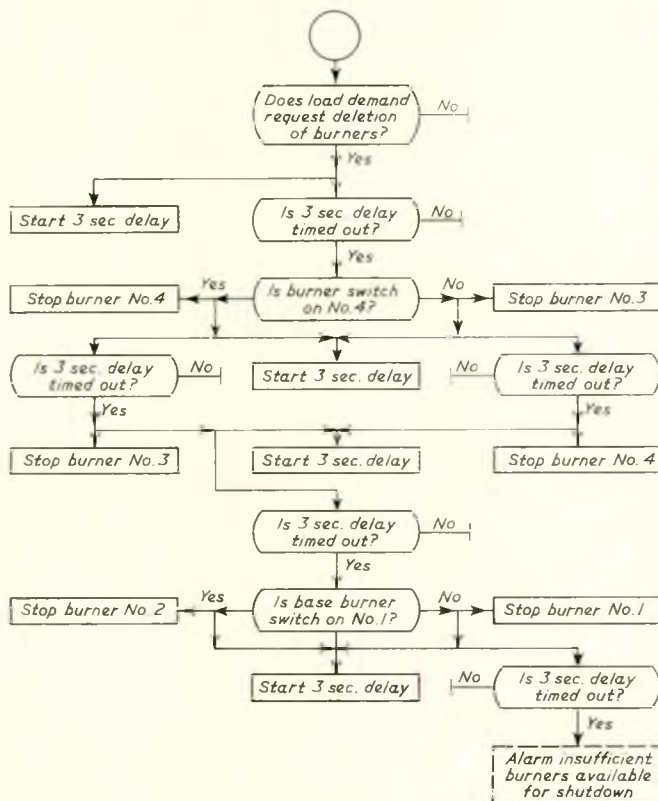 Does load demand
request deletion
of burners?
No
Yes
Start 3 sec delay
Is 3 sec. delay
timed out?
No
Yes
Stop burner No.4
Yes
Is burner switch
on No.4?
No
Stop burner No.3
Is 3 sec. delay
timed out?
No
Start 3 sec. delay
No
Is 3 sec. delay
timed out?
Yes
Yes
Stop burner No.3
Start 3 sec. delay
Stop burner No.4
Is 3 sec. delay
timed out?
No
Yes
Stop burner No.2
Yes
Is base burner
switch on No.1?
No
Stop burner No.1
Start 3 sec. delay
No
Is 3 sec. delay
timed out?
Yes
Alarm insufficient
burners available
for shutdown